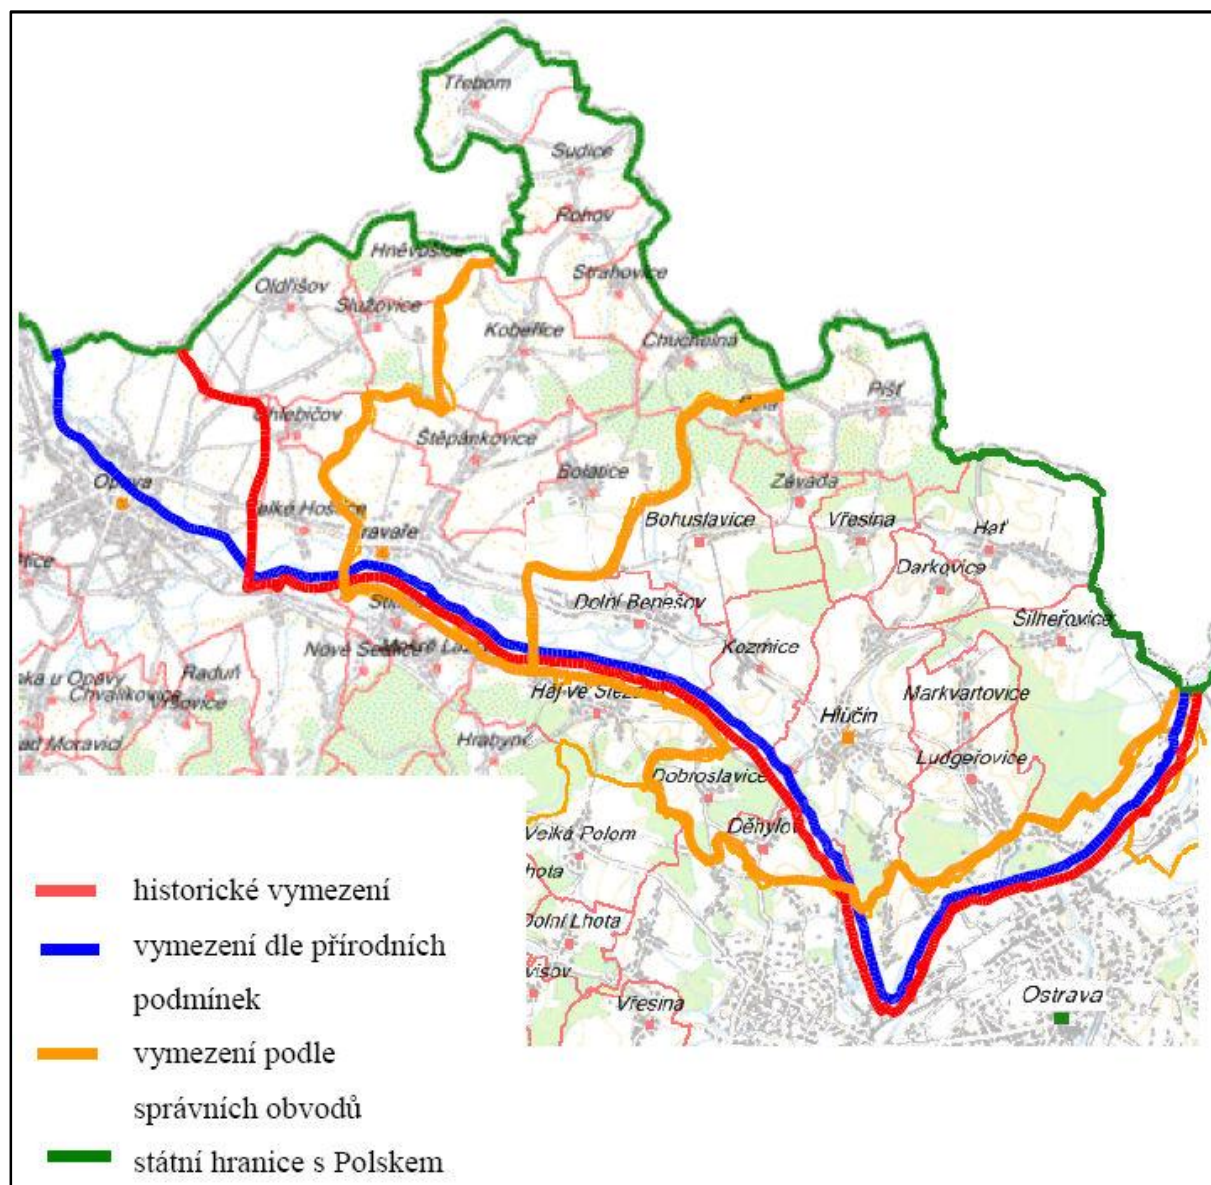 Třebom
Sudice
Rohov
Hněvošice
Strahovice
Oldřišov
Služovice
Kobeřice
Chuchelná
Píšť
Chlebičov
Štěpánkovice
Bolatice
Závada
Opava
Velké Hoštice
Bohuslavice
Vřesina
Hať
Kravaře
Darkovice
Dolní Benešov
Šilheřovice
Nové Sedlice
Kozmice
Raduň
Chvalíkovice
Vršovice
Markvartovice
Háj ve Slezsku
Hlučín
Hrabyně
Ludgeřovice
Dobroslavice
Velká Polom
Děhylov
hota
Dolní Lhota
Vřesina
Ostrava
historické vymezení
vymezení dle přírodních
podmínek
vymezení podle
správních obvodů
státní hranice s Polskem